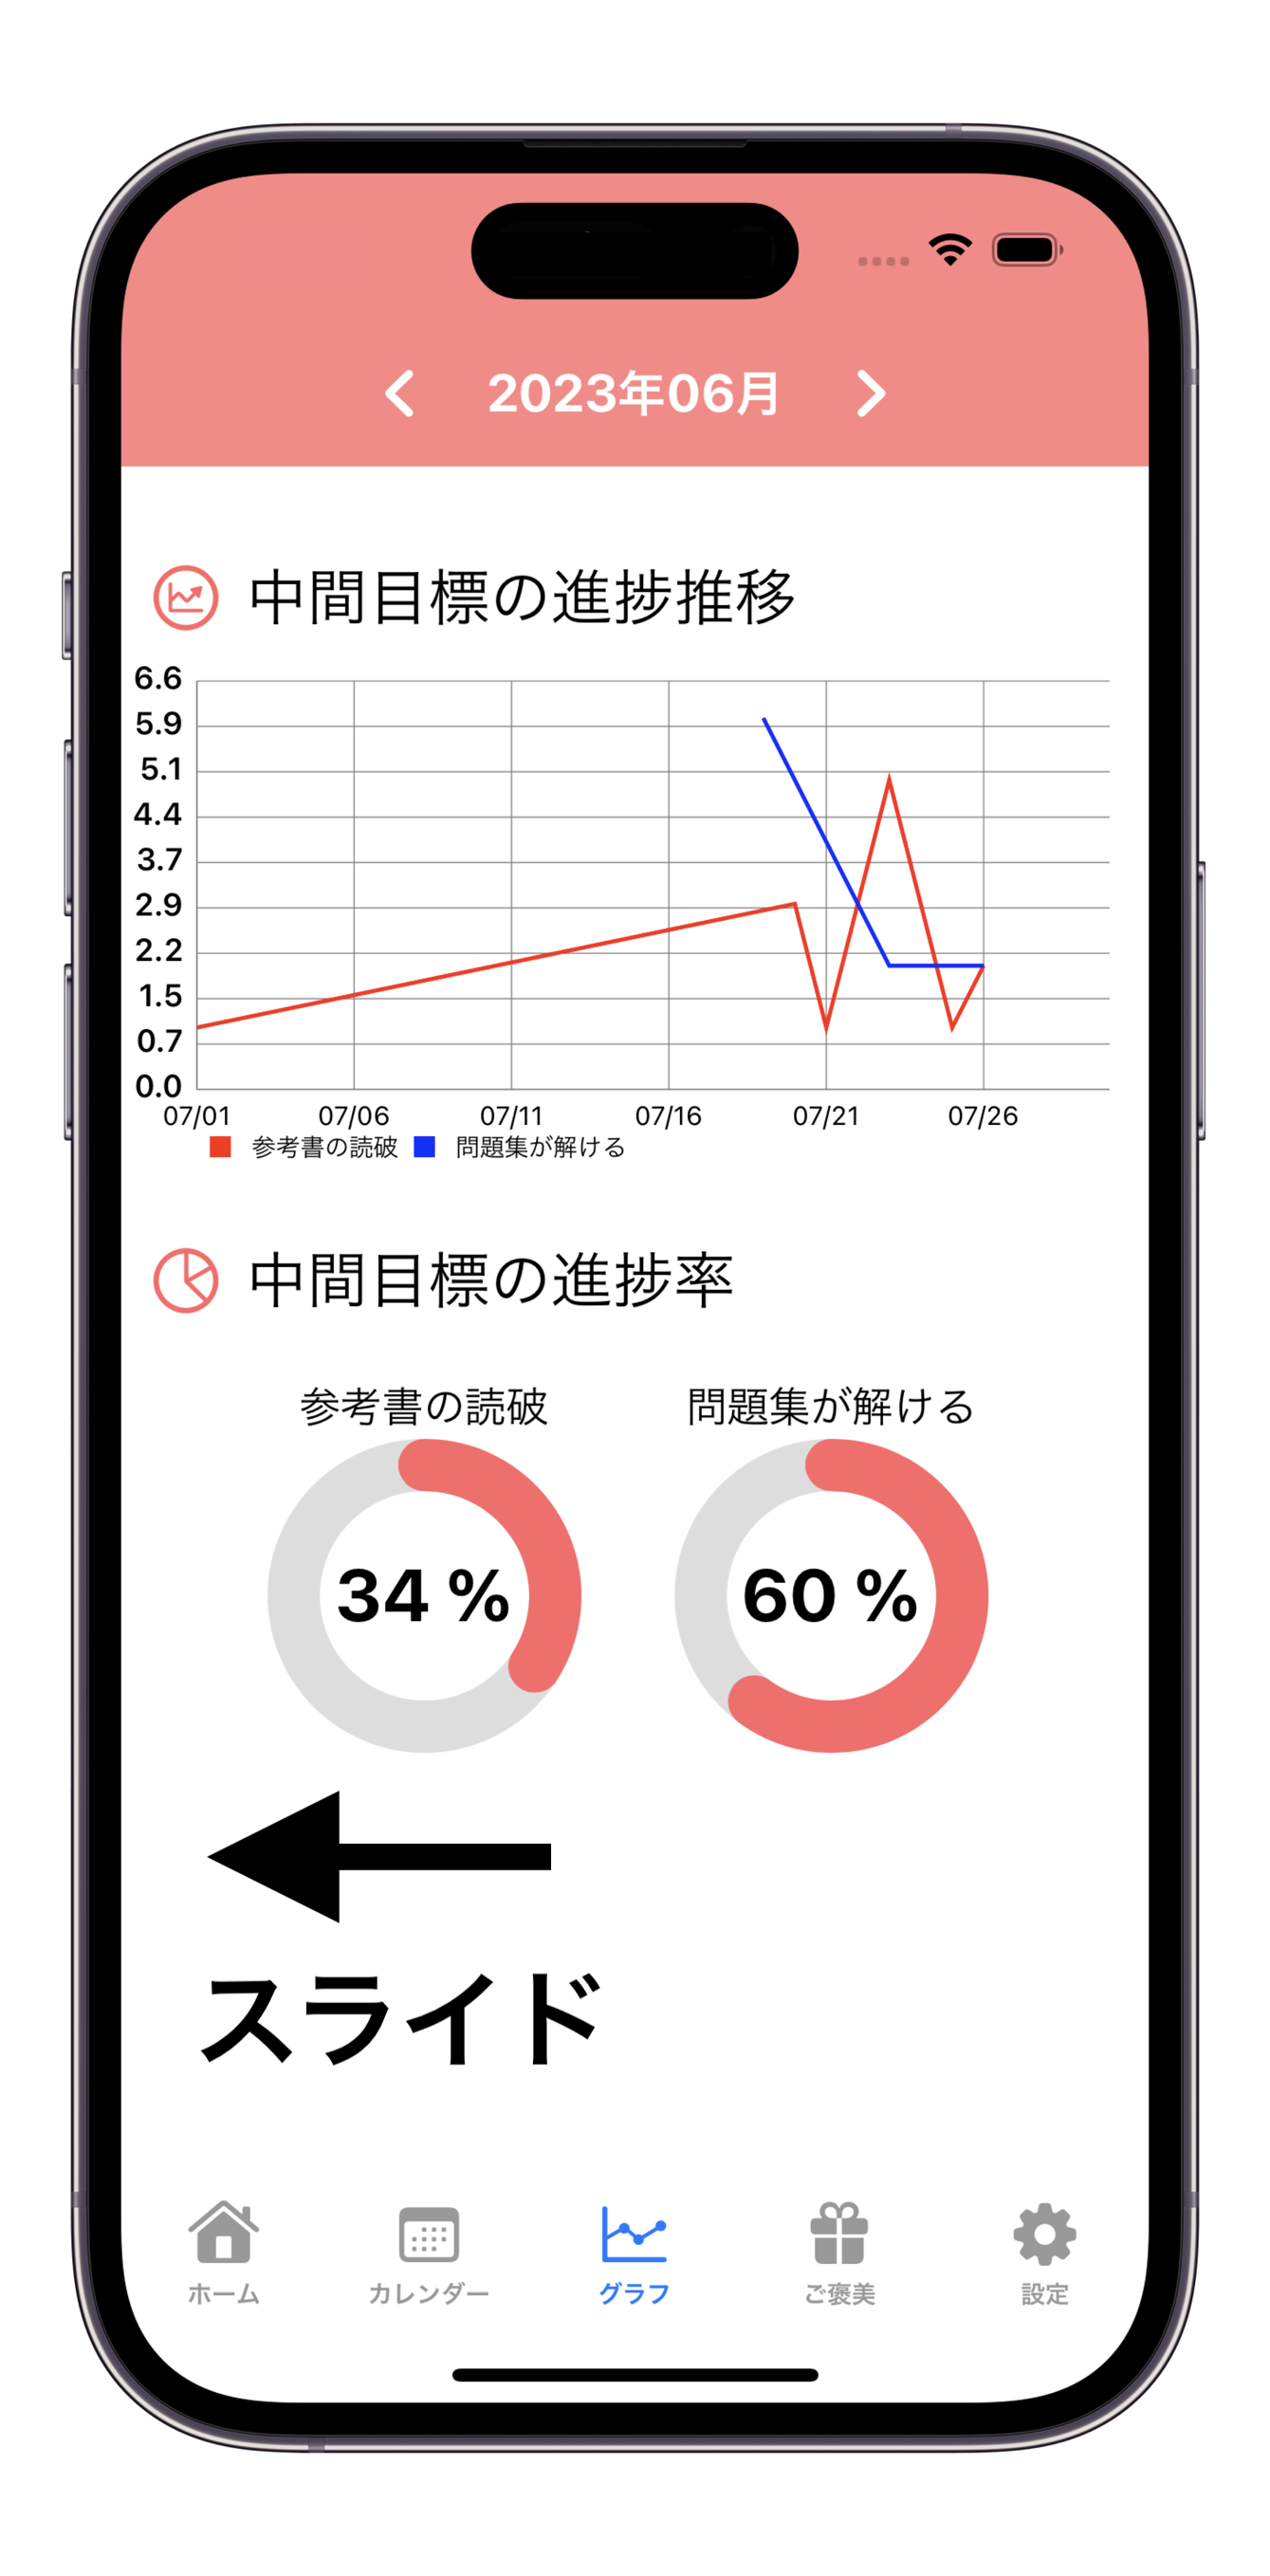 2023年06月
中間目標の進捗推移
6.6
5.9
5.1
4.4
3.7
2.9
2.2
1.5
0.7
0.0
07/01 07/06 07/11 07/16 07/21 07/26
参考書の読破 問題集が解ける
中間目標の進捗率
参考書の読破 問題集が解ける
34 % 60 %
スライド
ホーム カレンダー グラフ ご褒美 設定